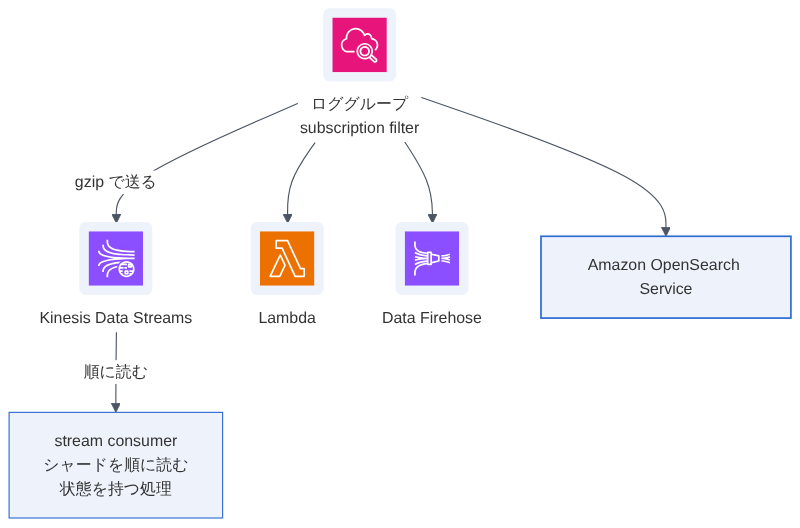 ロググループ
subscription filter
gzip で送る
Kinesis Data Streams
Lambda
Data Firehose
Amazon OpenSearch
Service
順に読む
stream consumer
シャードを順に読む
状態を持つ処理